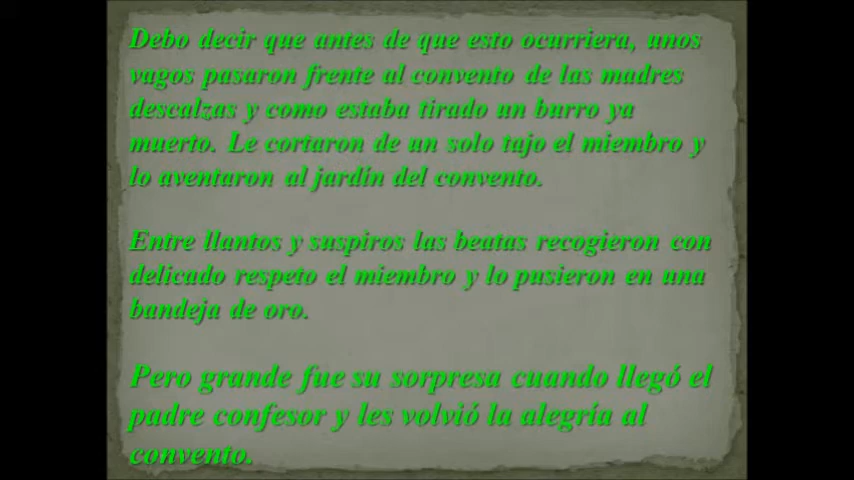 Debo decir que antes de que esto ocurriera, unos
vagos pasaron frente al convento de las madres
descalzas y como estaba tirado un burro ya
muerto. Le cortaron de un solo tajo el miembro y
lo aventaron al jardín del convento.
Entre llantos y suspiros las beatas recogieron con
delicado respeto el miembro y lo pusieron en una
bandeja de oro.
Pero grande fue su sorpresa cuando llegó el
padre confesor y les volvió la alegría al
convento.